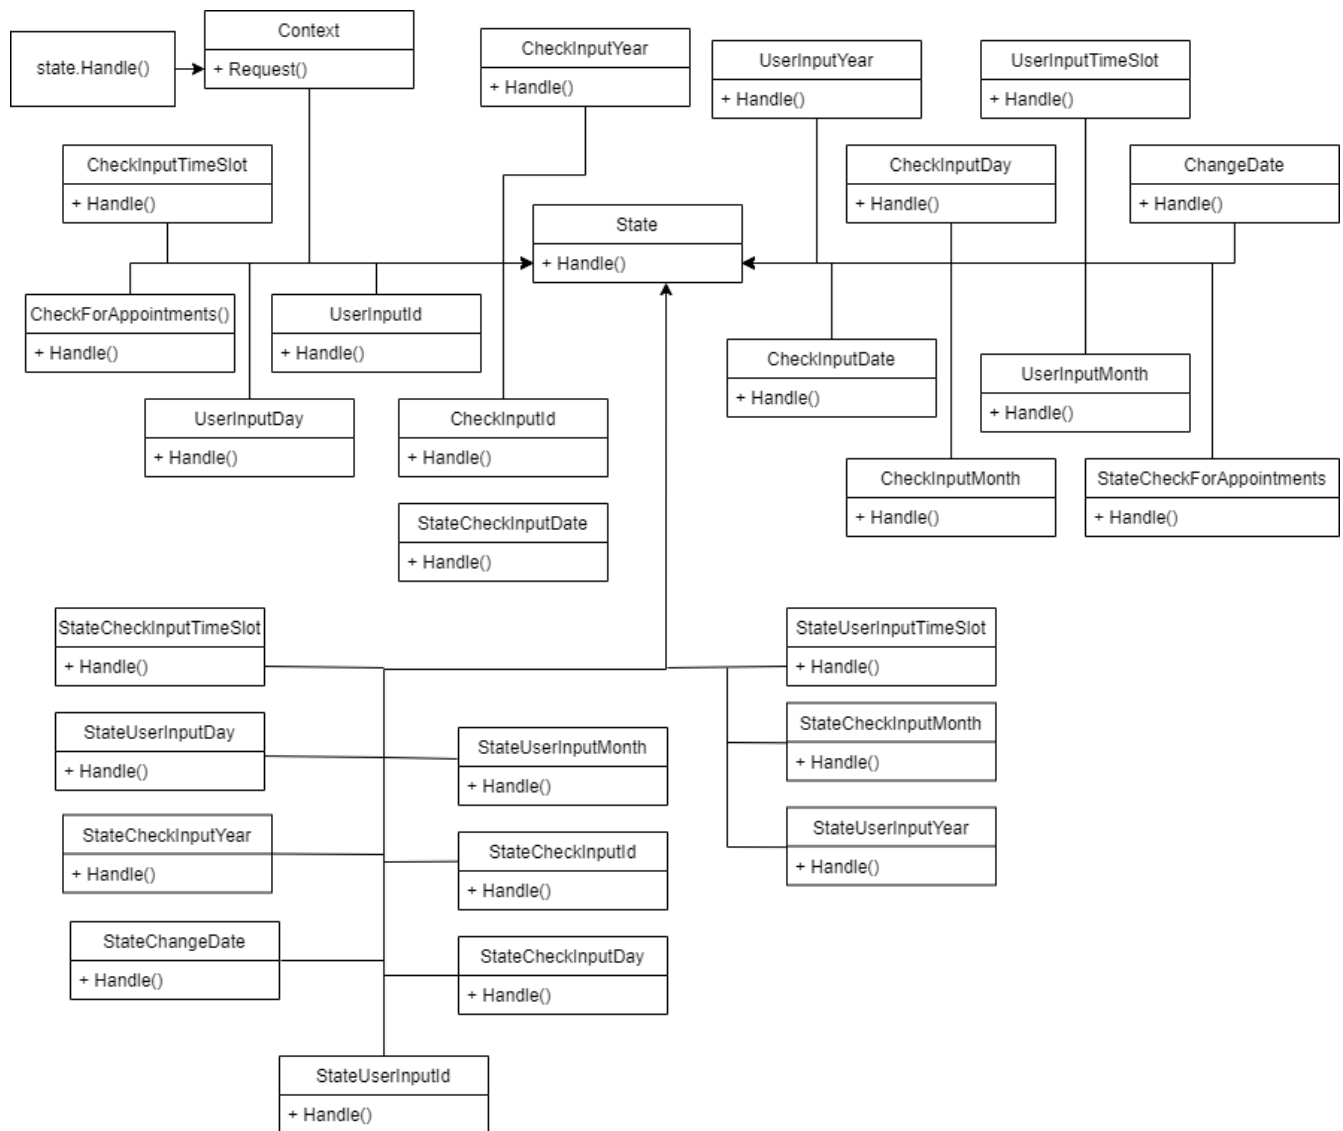 state.Handle()
Context
+ Request()
CheckInputYear
+ Handle()
UserInputYear
+ Handle()
UserInputTimeSlot
+ Handle()
CheckInputTimeSlot
+ Handle()
CheckInputDay
+ Handle()
ChangeDate
+ Handle()
State
+ Handle()
CheckForAppointments()
+ Handle()
UserInputId
+ Handle()
CheckInputDate
+ Handle()
UserInputMonth
+ Handle()
UserInputDay
+ Handle()
CheckInputId
+ Handle()
CheckInputMonth
+ Handle()
StateCheckForAppointments
+ Handle()
StateCheckInputDate
+ Handle()
StateCheckInputTimeSlot
+ Handle()
StateUserInputTimeSlot
+ Handle()
StateUserInputDay
+ Handle()
StateUserInputMonth
+ Handle()
StateCheckInputMonth
+ Handle()
StateCheckInputYear
+ Handle()
StateCheckInputId
+ Handle()
StateUserInputYear
+ Handle()
StateChangeDate
+ Handle()
StateCheckInputDay
+ Handle()
StateUserInputId
+ Handle()